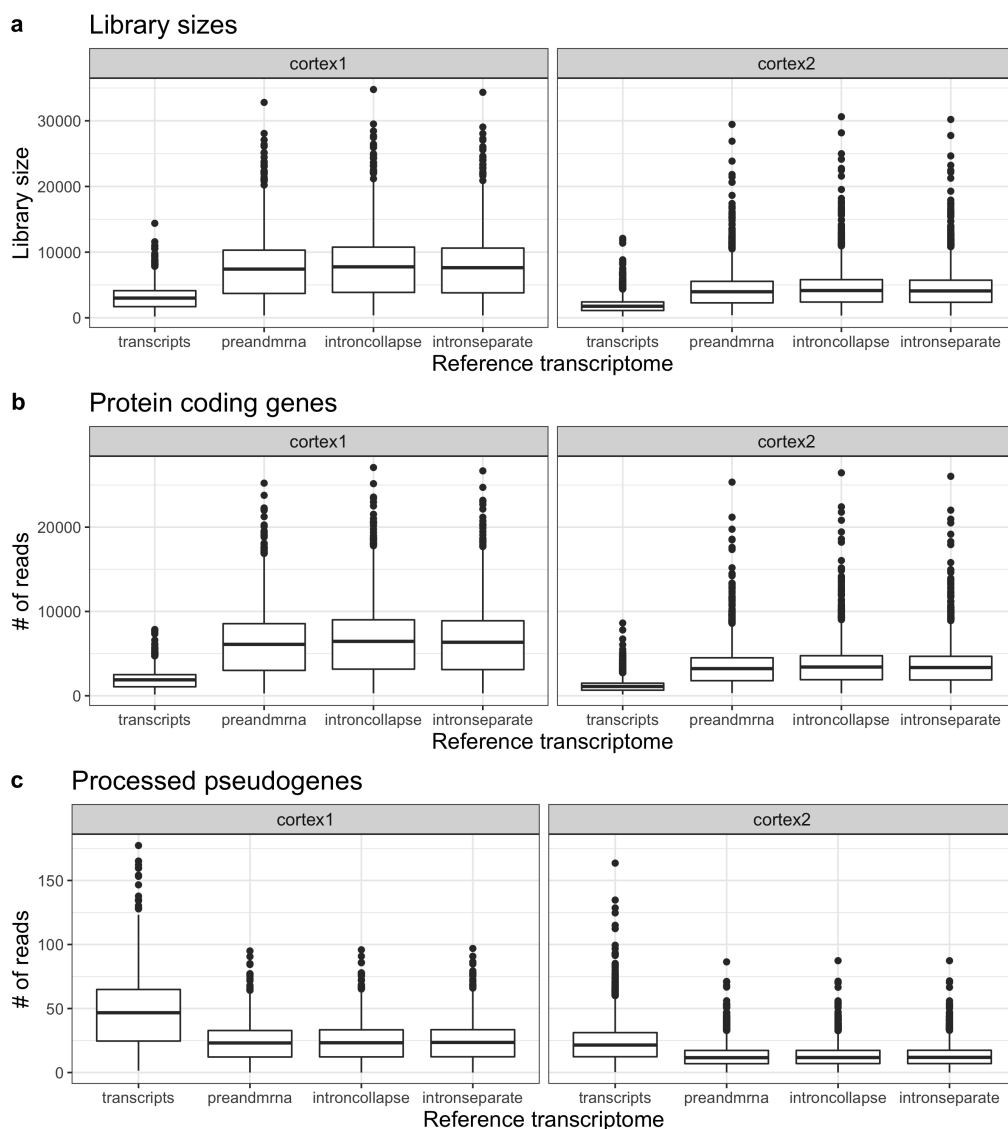 a Library sizes
cortex1 cortex2
Library size
30000
20000
10000
0
transcripts preandmrna introncollapse intronseparate transcripts preandmrna introncollapse intronseparate
Reference transcriptome
b Protein coding genes
cortex1 cortex2
# of reads
20000
10000
0
transcripts preandmrna introncollapse intronseparate transcripts preandmrna introncollapse intronseparate
Reference transcriptome
c Processed pseudogenes
cortex1 cortex2
# of reads
150
100
50
0
transcripts preandmrna introncollapse intronseparate transcripts preandmrna introncollapse intronseparate
Reference transcriptome